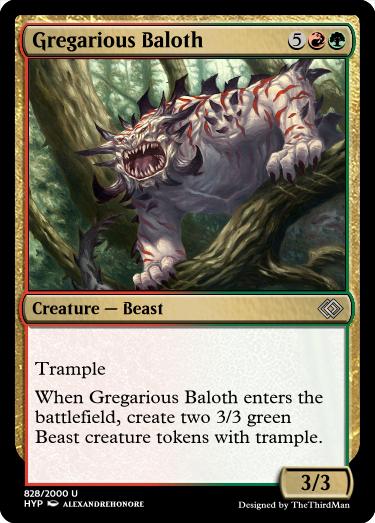 Gregarious Baloth 5
Creature — Beast
Trample
When Gregarious Baloth enters the
battlefield, create two 3/3 green
Beast creature tokens with trample.
3/3
828/2000 U
HYP ALEXANDREHONORE
Designed by TheThirdMan